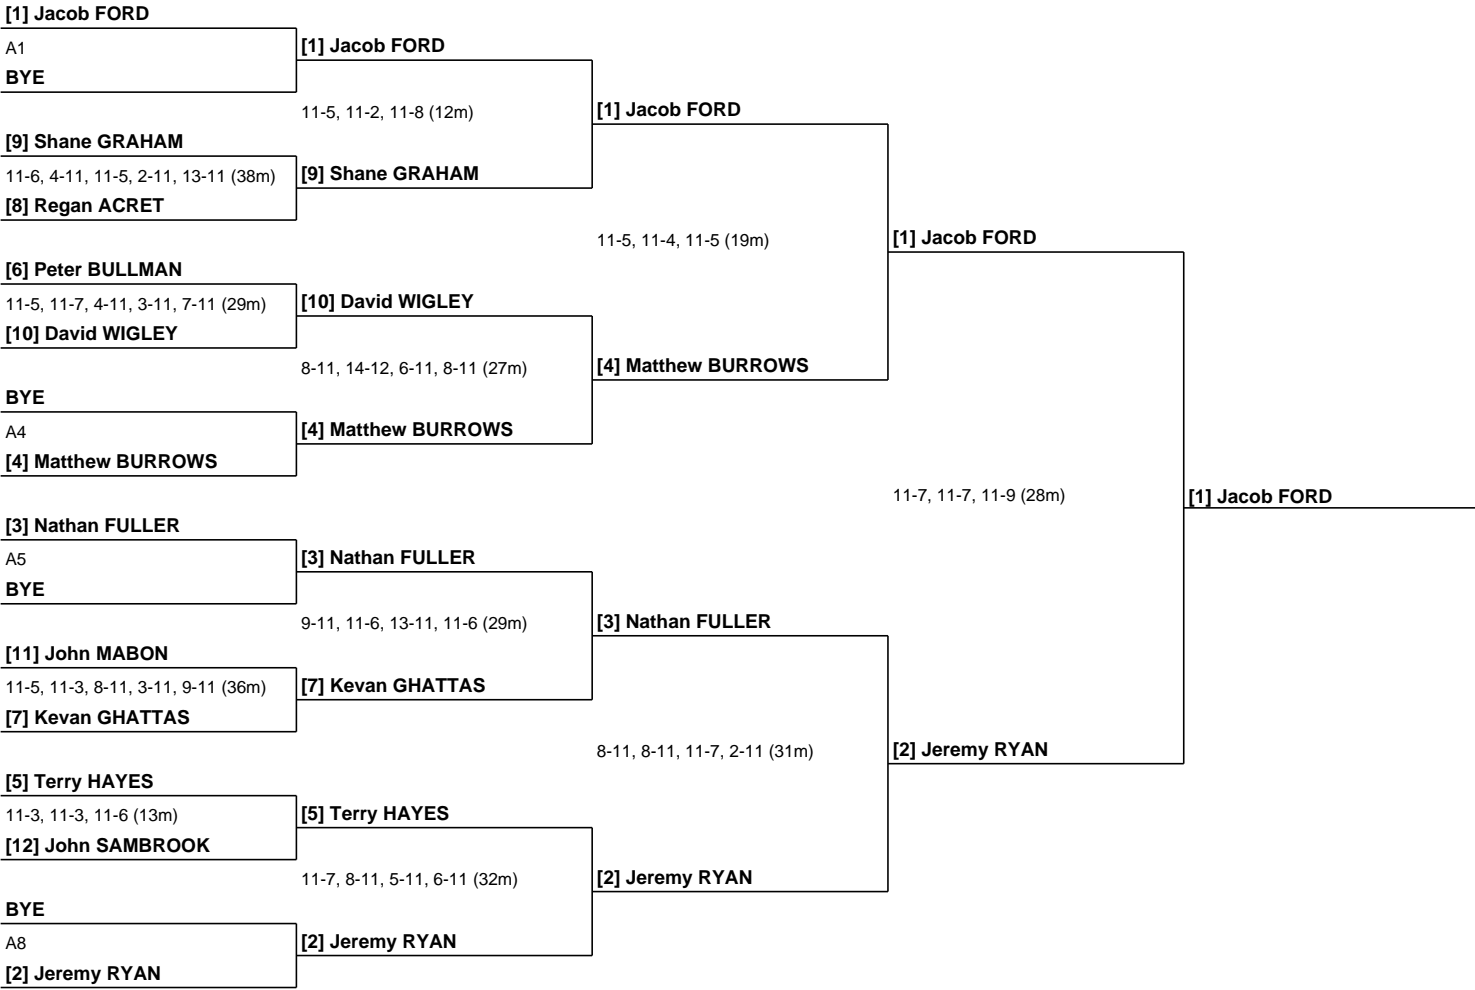 [1] Jacob FORD
A1
BYE
[9] Shane GRAHAM
11-6, 4-11, 11-5, 2-11, 13-11 (38m)
[8] Regan ACRET
[6] Peter BULLMAN
11-5, 11-7, 4-11, 3-11, 7-11 (29m)
[10] David WIGLEY
BYE
A4
[4] Matthew BURROWS
[3] Nathan FULLER
A5
BYE
[11] John MABON
11-5, 11-3, 8-11, 3-11, 9-11 (36m)
[7] Kevan GHATTAS
[5] Terry HAYES
11-3, 11-3, 11-6 (13m)
[12] John SAMBROOK
BYE
A8
[2] Jeremy RYAN
[1] Jacob FORD
11-5, 11-2, 11-8 (12m)
[9] Shane GRAHAM
[10] David WIGLEY
8-11, 14-12, 6-11, 8-11 (27m)
[4] Matthew BURROWS
[3] Nathan FULLER
9-11, 11-6, 13-11, 11-6 (29m)
[7] Kevan GHATTAS
[5] Terry HAYES
11-7, 8-11, 5-11, 6-11 (32m)
[2] Jeremy RYAN
[1] Jacob FORD
11-5, 11-4, 11-5 (19m)
[4] Matthew BURROWS
[3] Nathan FULLER
8-11, 8-11, 11-7, 2-11 (31m)
[2] Jeremy RYAN
[1] Jacob FORD
11-7, 11-7, 11-9 (28m)
[2] Jeremy RYAN
[1] Jacob FORD